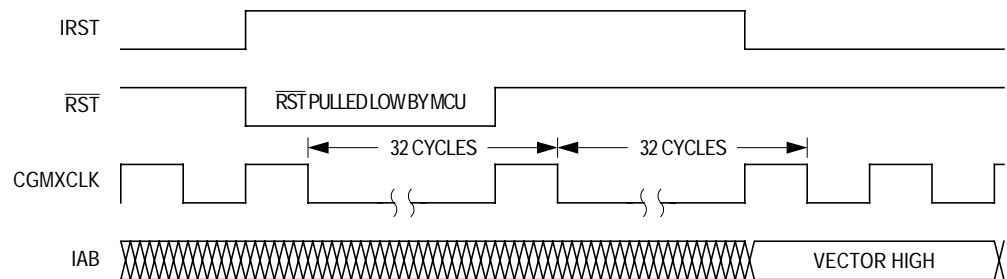 IRST
RST
RST PULLED LOW BY MCU
32 CYCLES
32 CYCLES
CGMXCLK
IAB
VECTOR HIGH